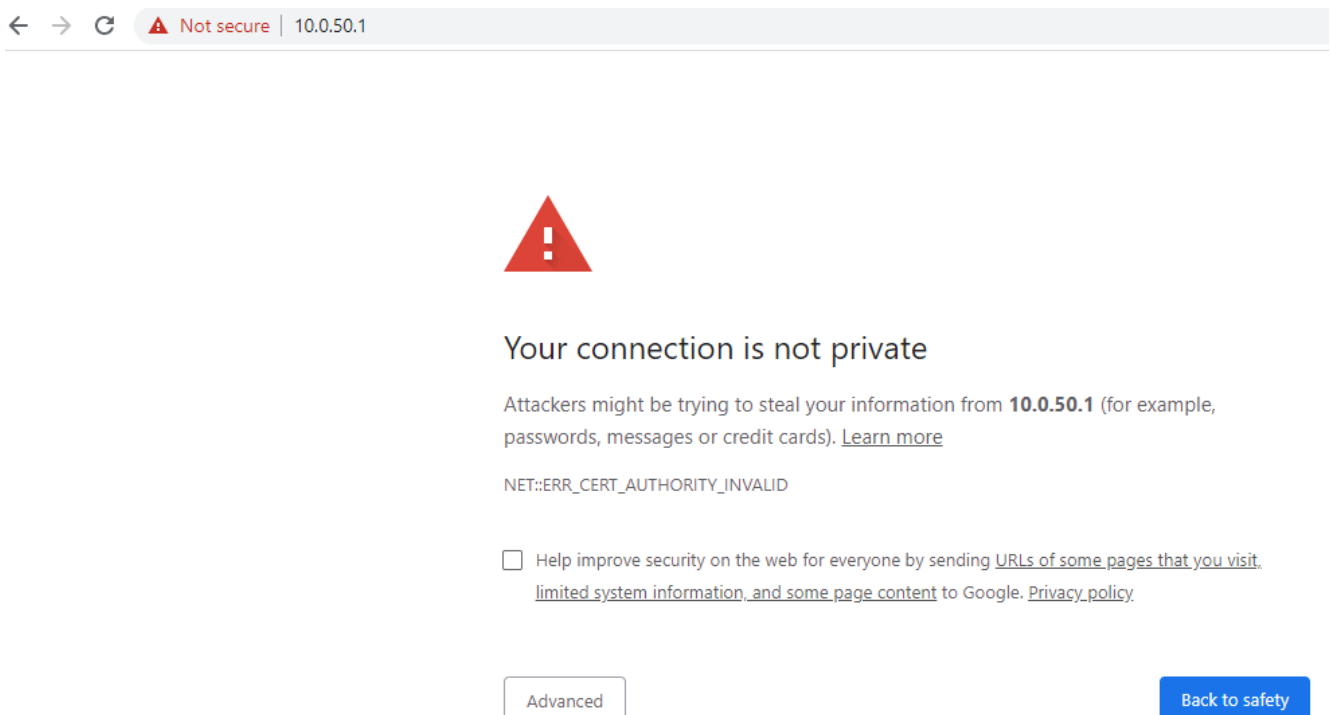 Not secure | 10.0.50.1
Your connection is not private
Attackers might be trying to steal your information from 10.0.50.1 (for example,
passwords, messages or credit cards). Learn more
NET::ERR_CERT_AUTHORITY_INVALID
Help improve security on the web for everyone by sending URLs of some pages that you visit,
limited system information, and some page content to Google. Privacy policy
Advanced
Back to safety